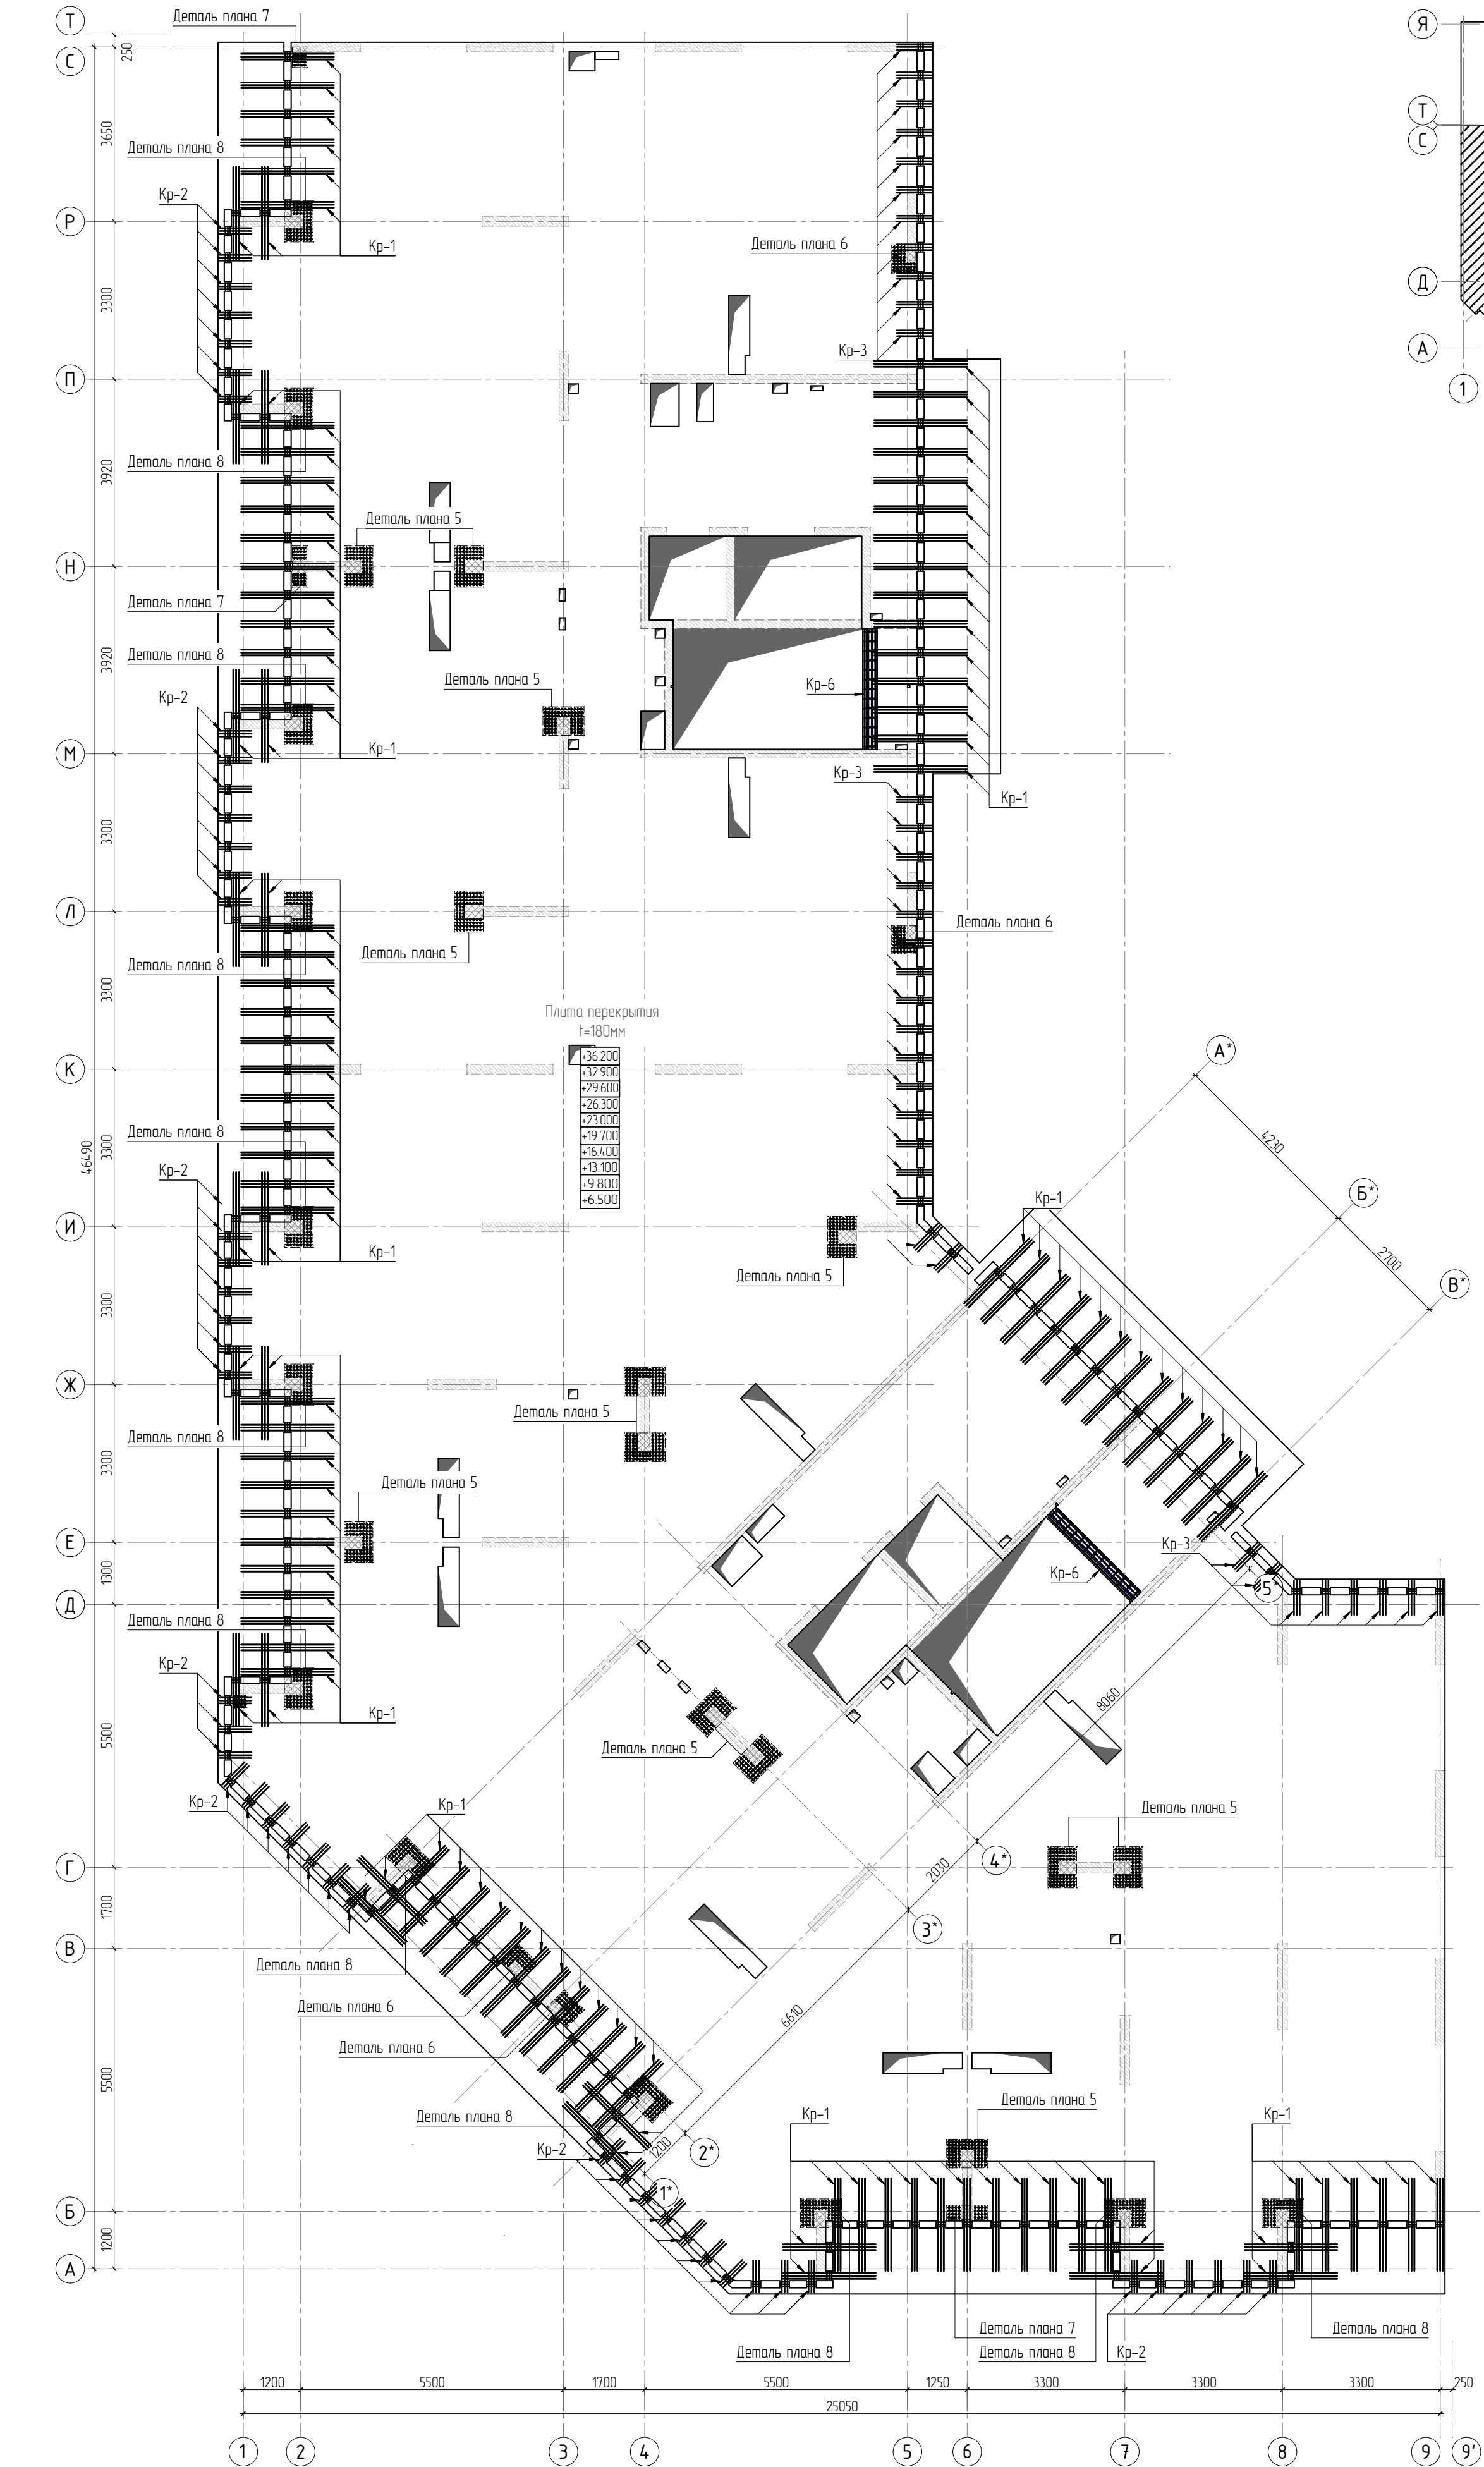 Т
Деталь плана 7
Я
С
250
Т
С
3650
Деталь плана 8
Кр-2
Р
Кр-1
Деталь плана 6
Д
3300
А
Кр-3
П
1
Деталь плана 8
3920
Деталь плана 5
Н
Деталь плана 7
Деталь плана 8
3920
Деталь плана 5
Кр-6
Кр-2
М
Кр-1
Кр-3
Кр-1
3300
Л
Деталь плана 6
Деталь плана 5
Деталь плана 8
3300
Плита перекрытия
t=180мм
+36.200
+32.900
+29.600
+26.300
+23.000
+19.700
+16.400
+13.100
+9.800
+6.500
К
А*
Деталь плана 8
46490
3300
4230
Кр-2
Б*
Кр-1
И
Кр-1
2700
Деталь плана 5
В*
3300
Ж
Деталь плана 5
Деталь плана 8
3300
Деталь плана 5
Е
Кр-3
Кр-6
1300
5*
Д
Деталь плана 8
Кр-2
Кр-1
8060
5500
Деталь плана 5
Кр-2
Кр-1
Деталь плана 5
Г
4*
2030
1700
3*
В
Деталь плана 8
Деталь плана 6
6610
Деталь плана 6
5500
Деталь плана 5
Деталь плана 8
Кр-1
Кр-1
Кр-2
1200
2*
1*
Б
1200
А
Деталь плана 7
Деталь плана 8
Деталь плана 8
Деталь плана 8
Кр-2
1200
5500
1700
5500
1250
3300
3300
3300
250
25050
1
2
3
4
5
6
7
8
9
9'